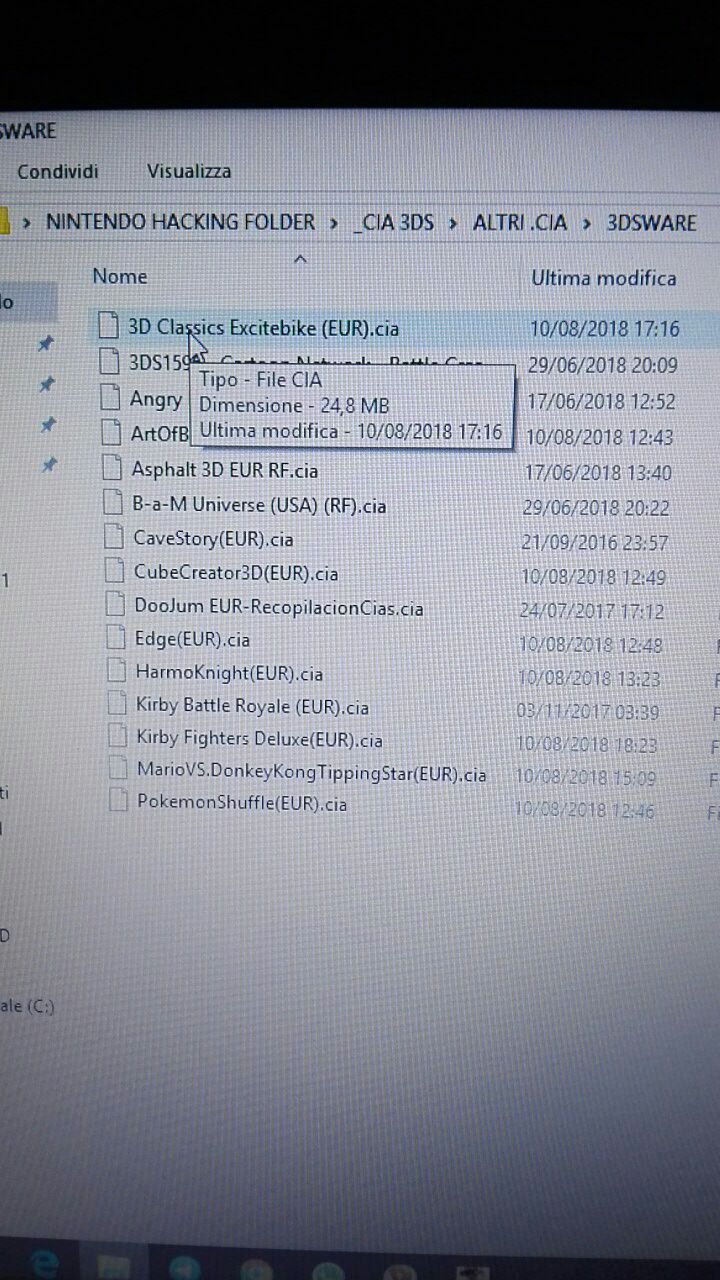 SWARE
Condividi Visualizza
› NINTENDO HACKING FOLDER › _CIA 3DS › ALTRI .CIA › 3DSWARE
Nome Ultima modifica
lo
3D Classics Excitebike (EUR).cia 10/08/2018 17:16
29/06/2018 20:09
Tipo - File CIA
Dimensione - 24,8 MB
Ultima modifica - 10/08/2018 17:16
Angry 17/06/2018 12:52
ArtOfB 10/08/2018 12:43
Asphalt 3D EUR RF.cia 17/06/2018 13:40
B-a-M Universe (USA) (RF).cia 29/06/2018 20:22
CaveStory(EUR).cia 21/09/2016 23:57
1 CubeCreator3D(EUR).cia 10/08/2018 12:49
DooJum EUR-RecopilacionCias.cia 24/07/2017 17:12
Edge(EUR).cia 10/08/2018 12:48 F
HarmoKnight(EUR).cia 10/08/2018 13:23 F
Kirby Battle Royale (EUR).cia 03/11/2017 03:39 F
Kirby Fighters Deluxe(EUR).cia 10/08/2018 18:23 F
MarioVS.DonkeyKongTippingStar(EUR).cia 10/08/2018 15:09 F
ti PokemonShuffle(EUR).cia 10/08/2018 12:46 Fi
D
ale (C:)